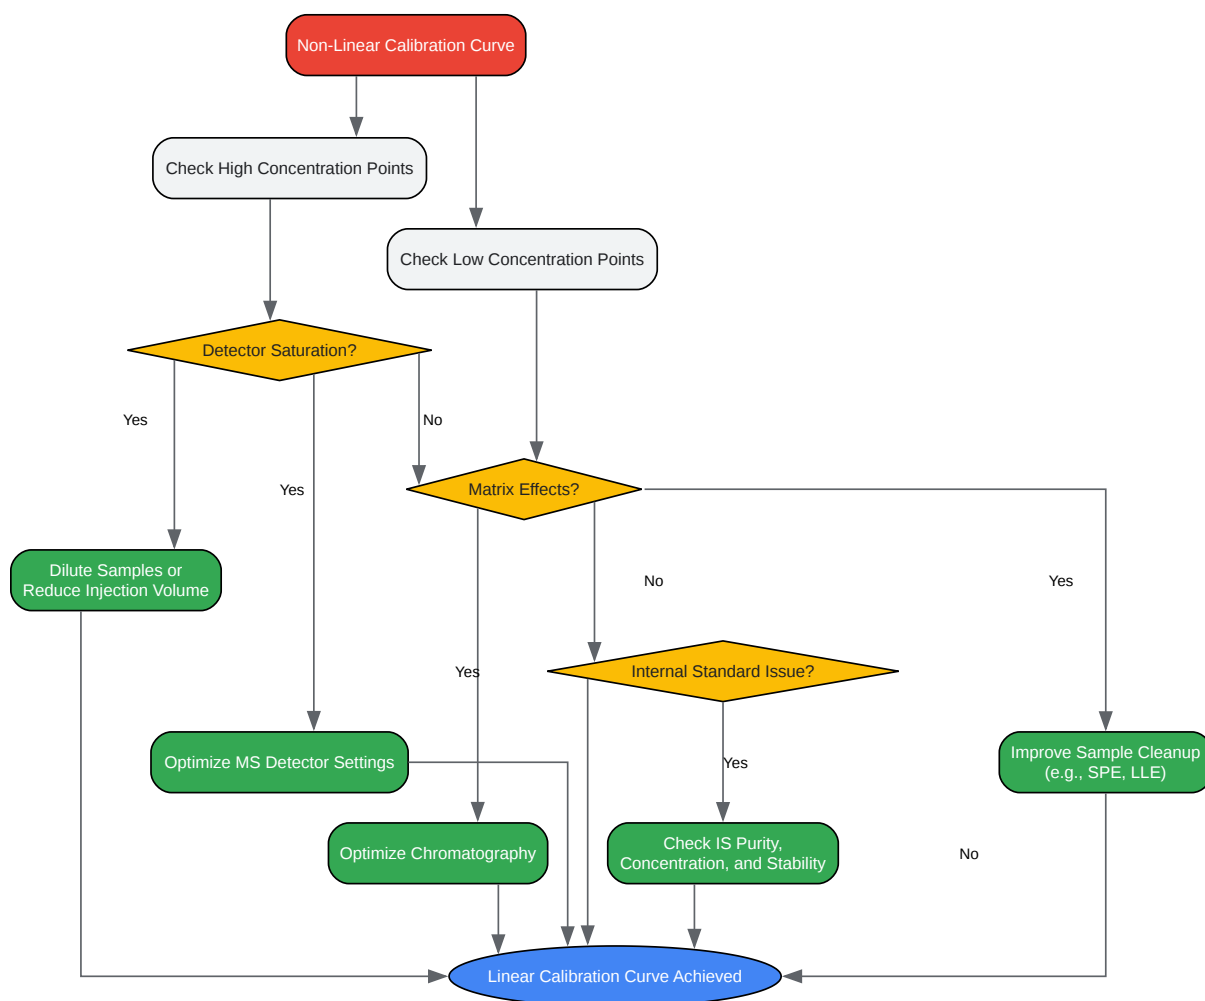 Non-Linear Calibration Curve
Check High Concentration Points
Check Low Concentration Points
Detector Saturation?
Yes
No
Yes
Matrix Effects?
Dilute Samples or
Reduce Injection Volume
No
Yes
Yes
Internal Standard Issue?
Optimize MS Detector Settings
Yes
Improve Sample Cleanup
(e.g., SPE, LLE)
Optimize Chromatography
Check IS Purity,
Concentration, and Stability
No
Linear Calibration Curve Achieved